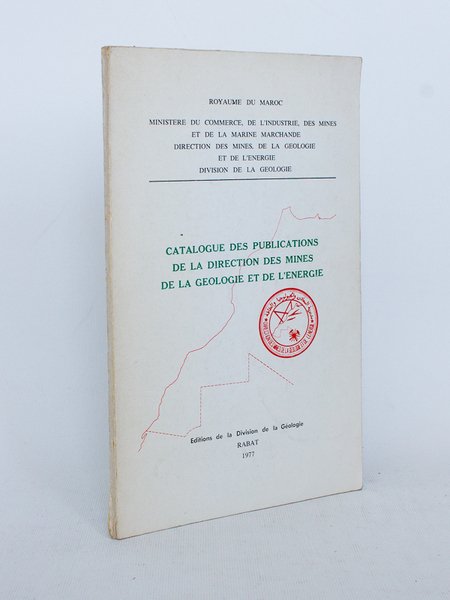 ROYAUME DU MAROC
MINISTERE DU COMMERCE, DE L'INDUSTRIE, DES MINES
ET DE LA MARINE MARCHANDE
DIRECTION DES MINES, DE LA GEOLOGIE
ET DE L'ENERGIE
DIVISION DE LA GEOLOGIE
CATALOGUE DES PUBLICATIONS
DE LA DIRECTION DES MINES
DE LA GEOLOGIE ET DE L'ENERGIE
Editions de la Division de la Géologie
RABAT
1977